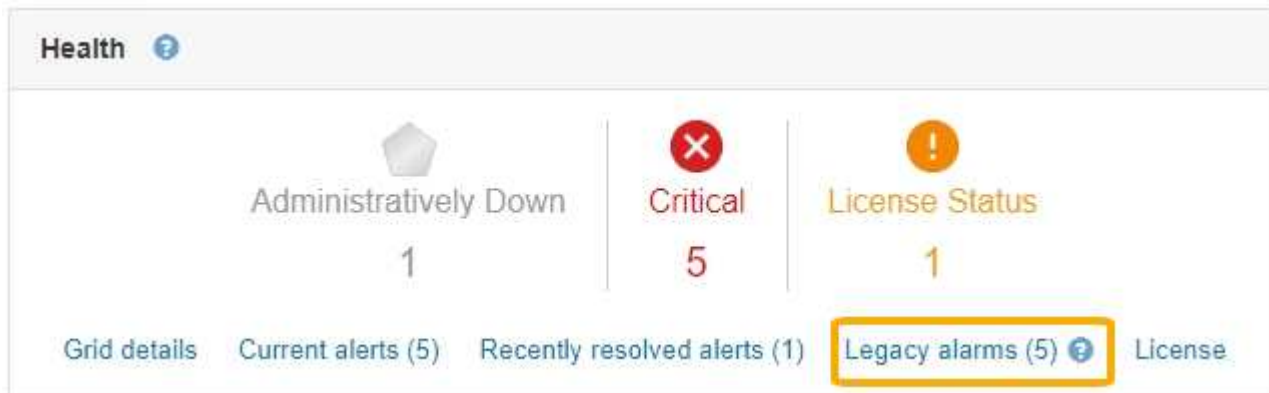 Health ?
Administratively Down Critical License Status
1 5 1
Grid details Current alerts (5) Recently resolved alerts (1) Legacy alarms (5) ? License